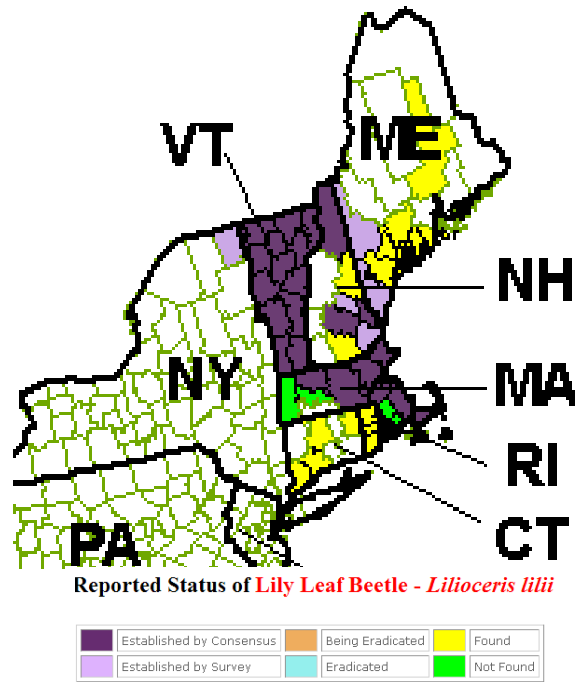 VT
ME
NH
NY
MA
RI
PA
CT
Reported Status of Lily Leaf Beetle - Lilioceris lilii
Established by Consensus Being Eradicated Found
Established by Survey Eradicated Not Found